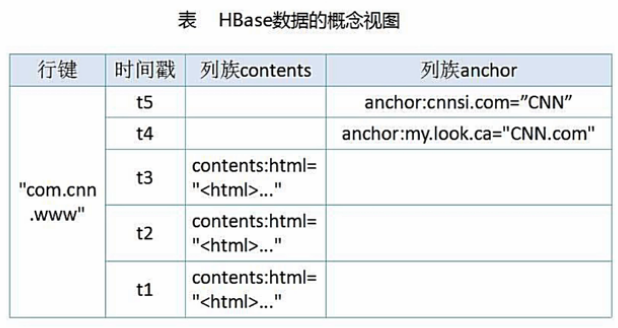 表 HBase数据的概念视图
行键 时间戳 列族contents 列族anchor
t5 anchor:cnnsi.com=”CNN”
t4 anchor:my.look.ca="CNN.com"
"com.cnn
.www"
t3 contents:html=
"<html>..."
t2 contents:html=
"<html>..."
t1 contents:html=
"<html>..."